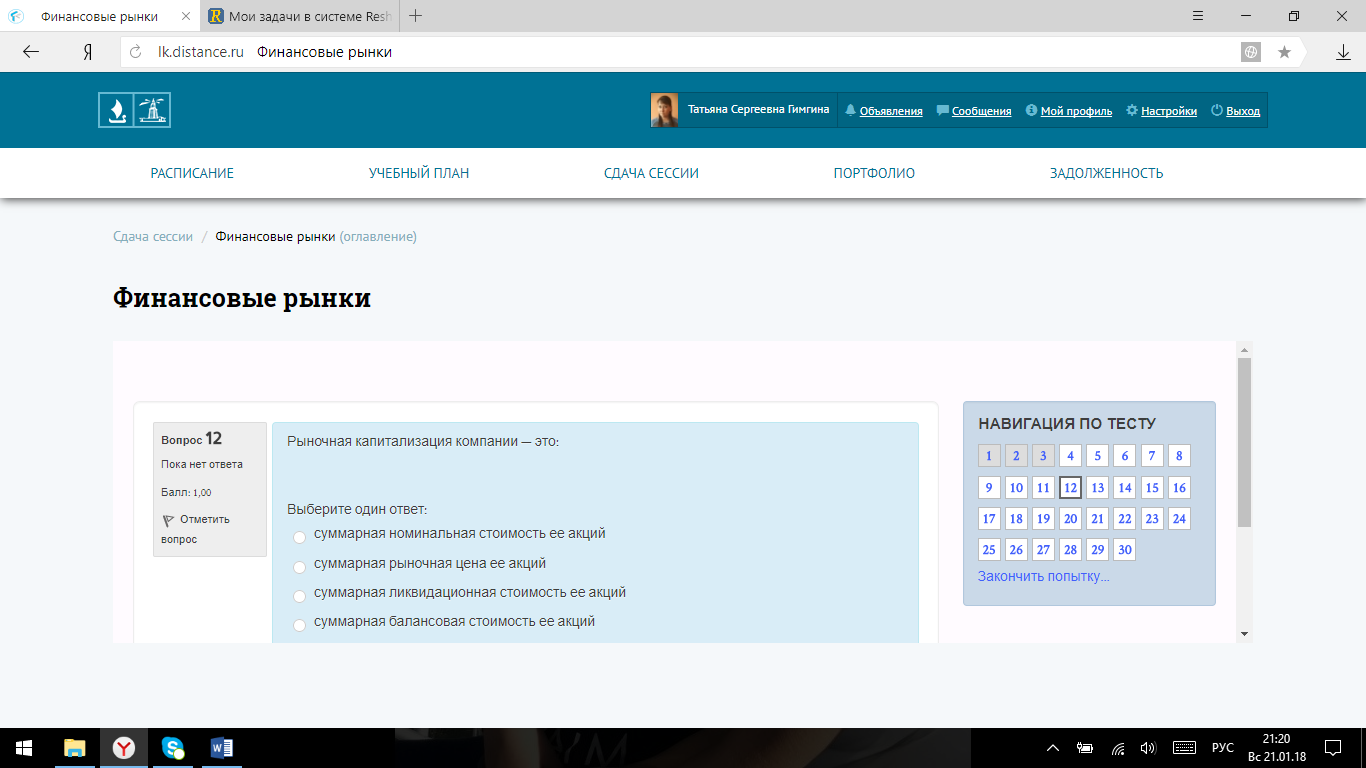 Финансовые рынки
Мои задачи в системе Resh
Я
lk.distance.ru Финансовые рынки
Татьяна Сергеевна Гимгина Объявления Сообщения Мой профиль Настройки Выход
РАСПИСАНИЕ УЧЕБНЫЙ ПЛАН СДАЧА СЕССИИ ПОРТФОЛИО ЗАДОЛЖЕННОСТЬ
Сдача сессии / Финансовые рынки (оглавление)
Финансовые рынки
Вопрос 12
Пока нет ответа
Балл: 1,00
Отметить
вопрос
Рыночная капитализация компании — это:
Выберите один ответ:
суммарная номинальная стоимость ее акций
суммарная рыночная цена ее акций
суммарная ликвидационная стоимость ее акций
суммарная балансовая стоимость ее акций
НАВИГАЦИЯ ПО ТЕСТУ
1 2 3 4 5 6 7 8
9 10 11 12 13 14 15 16
17 18 19 20 21 22 23 24
25 26 27 28 29 30
Закончить попытку...
РУС
21:20
Вс 21.01.18